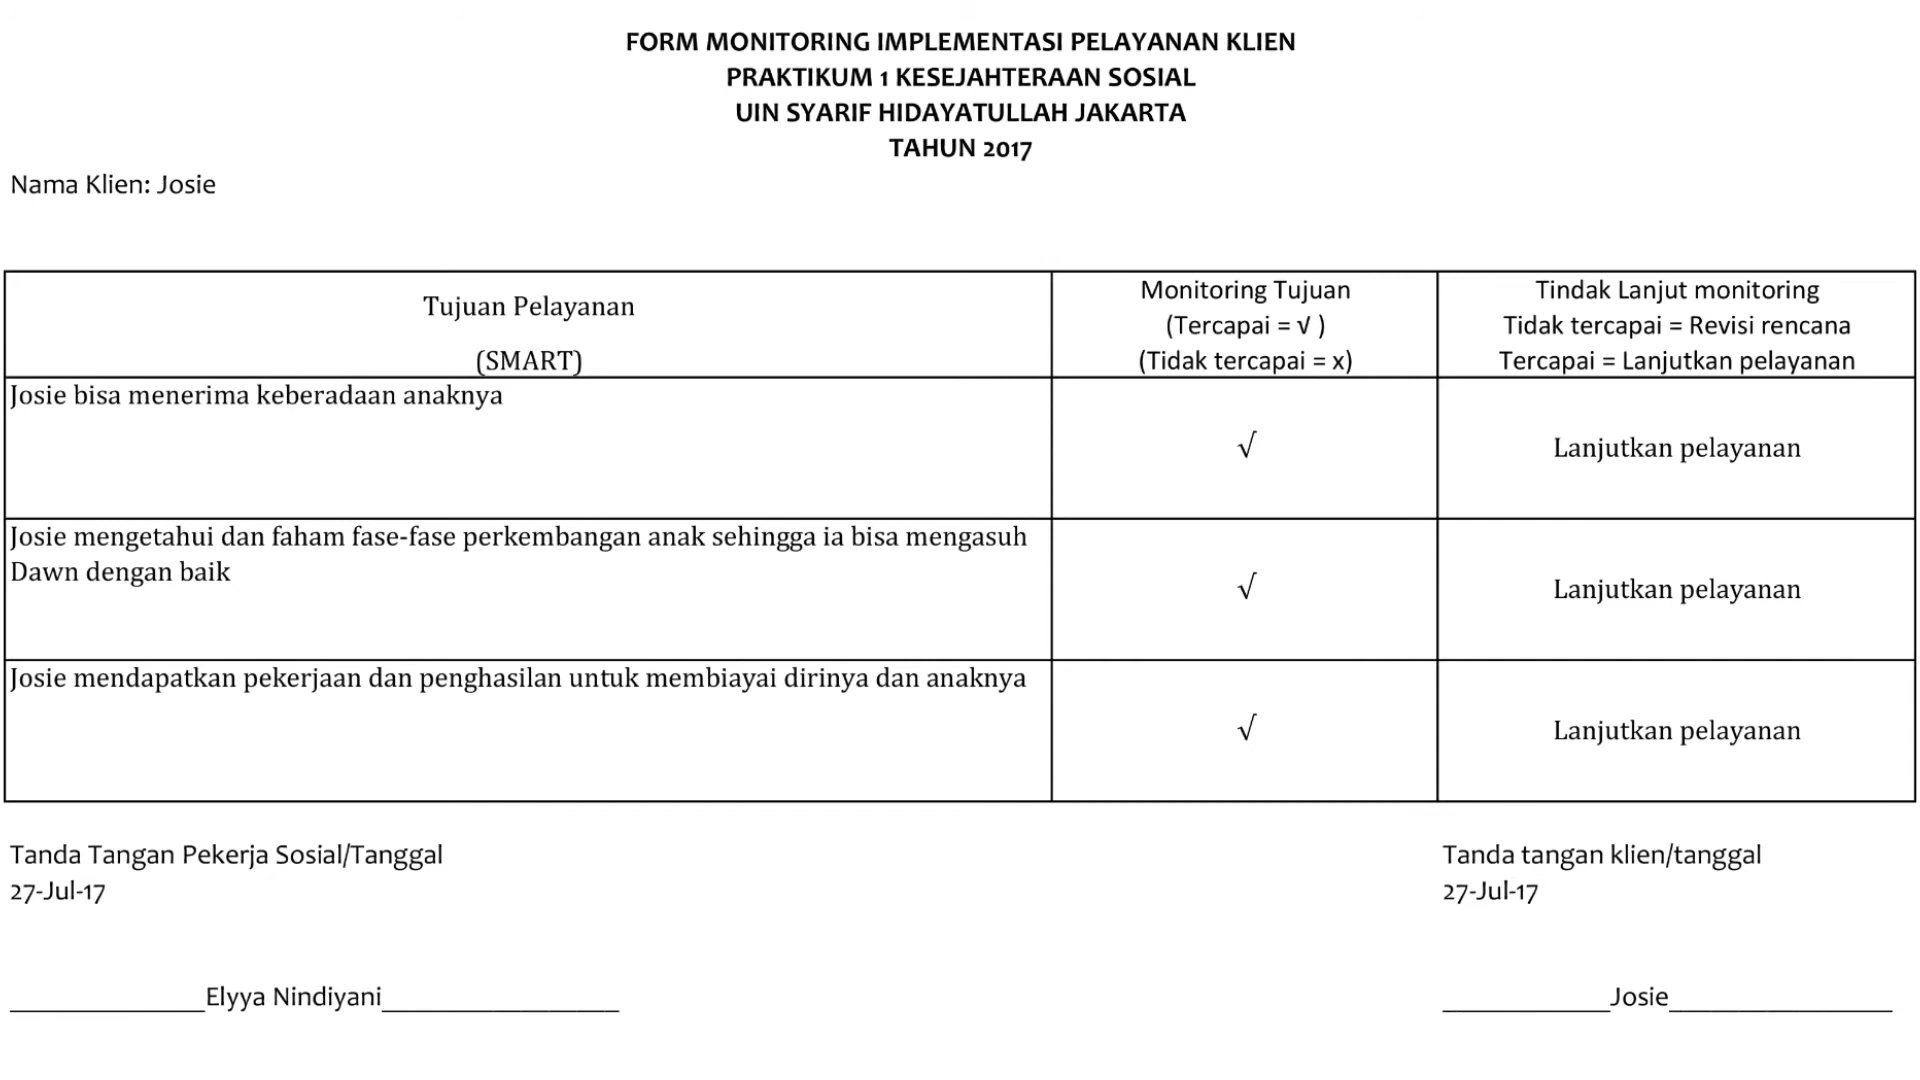 FORM MONITORING IMPLEMENTASI PELAYANAN KLIEN
PRAKTIKUM 1 KESEJAHTERAAN SOSIAL
UIN SYARIF HIDAYATULLAH JAKARTA
TAHUN 2017
Nama Klien: Josie
Tujuan Pelayanan
(SMART)
Monitoring Tujuan
(Tercapai = √ )
(Tidak tercapai = x)
Tindak Lanjut monitoring
Tidak tercapai = Revisi rencana
Tercapai = Lanjutkan pelayanan
Josie bisa menerima keberadaan anaknya
√
Lanjutkan pelayanan
Josie mengetahui dan faham fase-fase perkembangan anak sehingga ia bisa mengasuh
Dawn dengan baik
√
Lanjutkan pelayanan
Josie mendapatkan pekerjaan dan penghasilan untuk membiayai dirinya dan anaknya
√
Lanjutkan pelayanan
Tanda Tangan Pekerja Sosial/Tanggal
27-Jul-17
Tanda tangan klien/tanggal
27-Jul-17
______________Elyya Nindiyani_________________
____________Josie________________